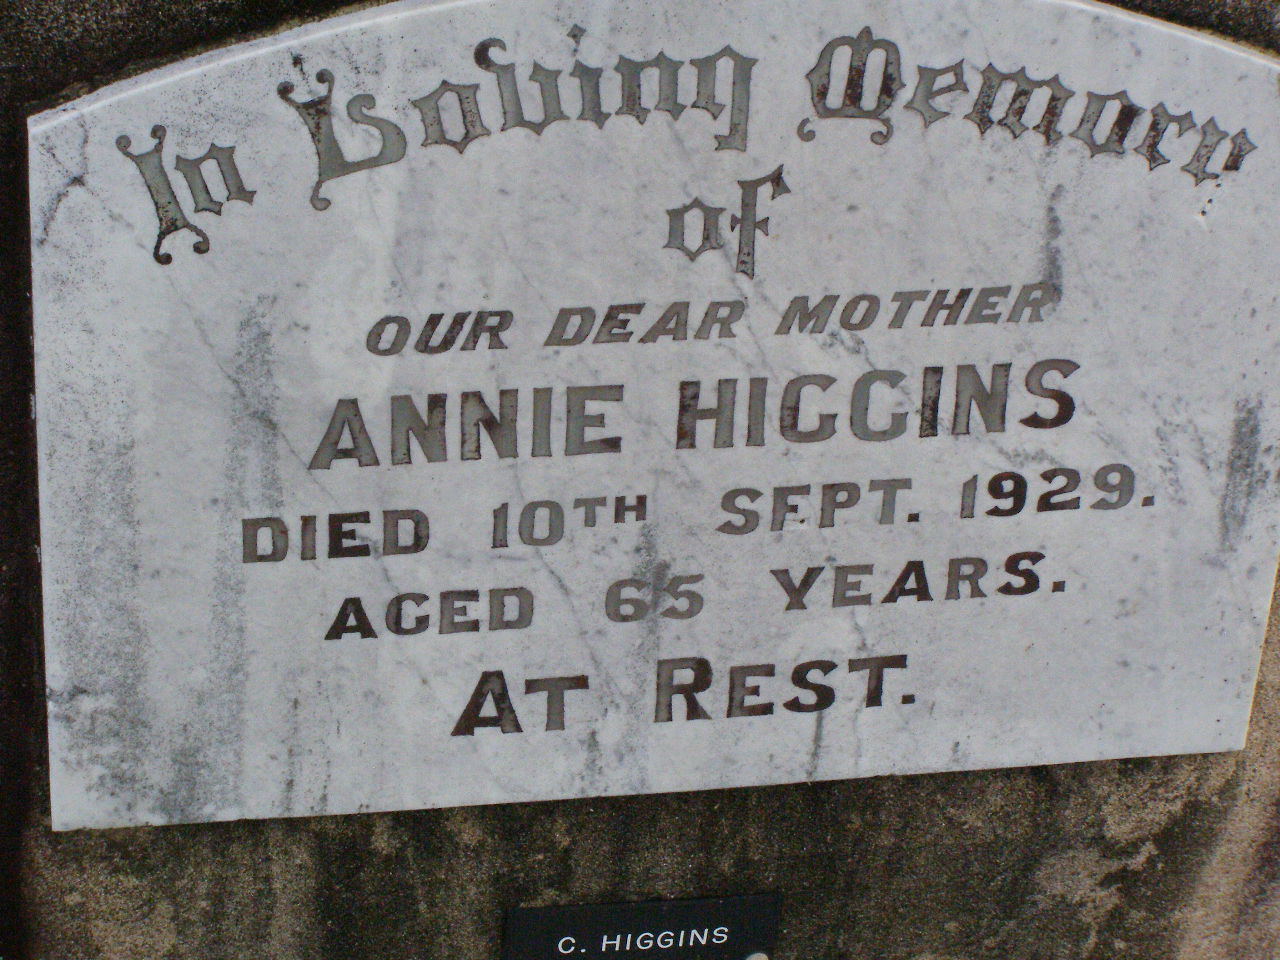 In Loving Memory
of
OUR DEAR MOTHER
ANNIE HIGGINS
DIED 10TH SEPT. 1929.
AGED 65 YEARS.
AT REST.
C. HIGGINS